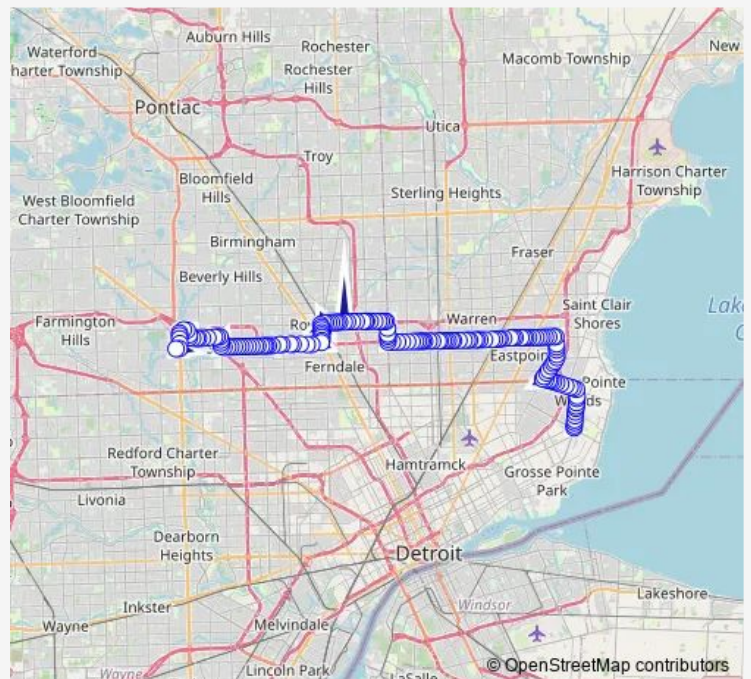 Auburn Hills
Rochester
Waterford
harter Township
Macomb Township
New
Rochester
Hills
Pontiac
Utica
Troy
Harrison Charter
Township
Bloomfield
Hills
Sterling Heights
West Bloomfield
Charter Township
Birmingham
Fraser
Beverly Hills
Saint Clair
Shores
Lake
Farmington
Hills
Warren
Eastpoin
Ferndale
Pointe
Redford Charter
Township
Hamtramck
Grosse Pointe
Park
Livonia
Dearborn
Heights
Detroit
Lakeshore
Inkster
Windsor
Wayne
Melvindale
Lincoln Park
© OpenStreetMap contributors
Wayne
LaSalle